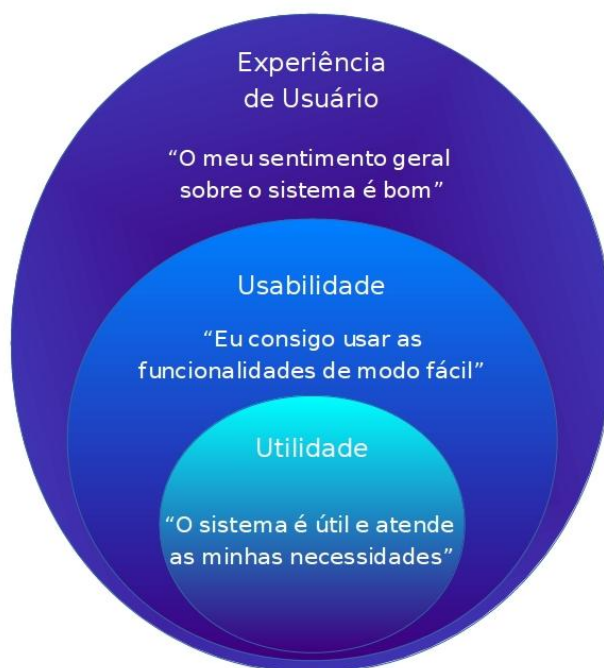 Experiência
de Usuário
“O meu sentimento geral
sobre o sistema é bom”
Usabilidade
“Eu consigo usar as
funcionalidades de modo fácil”
Utilidade
“O sistema é útil e atende
as minhas necessidades”